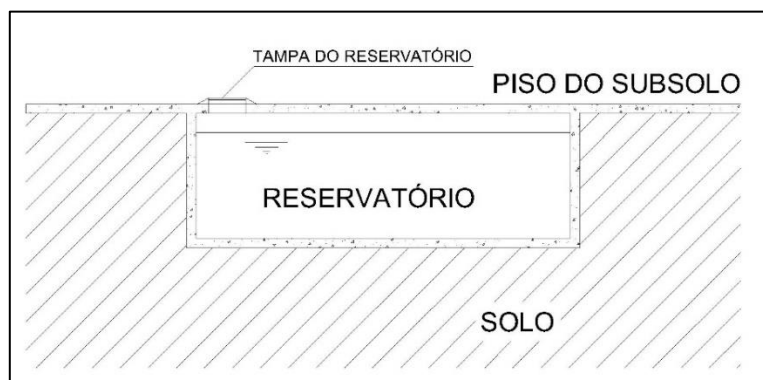 TAMPA DO RESERVATÓRIO
PISO DO SUBSOLO
RESERVATÓRIO
SOLO